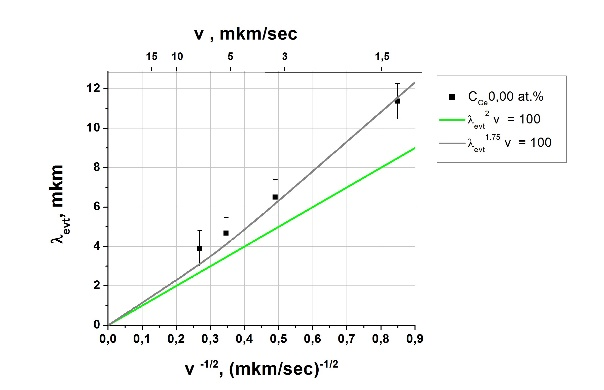 v , mkm/sec
15 10 5 3 1,5
12
10
8
6
4
2
0
λevt, mkm
0,0 0,1 0,2 0,3 0,4 0,5 0,6 0,7 0,8 0,9
v -1/2, (mkm/sec)-1/2
CCe0,00 at.%
λevt2 v = 100
λevt1.75 v = 100